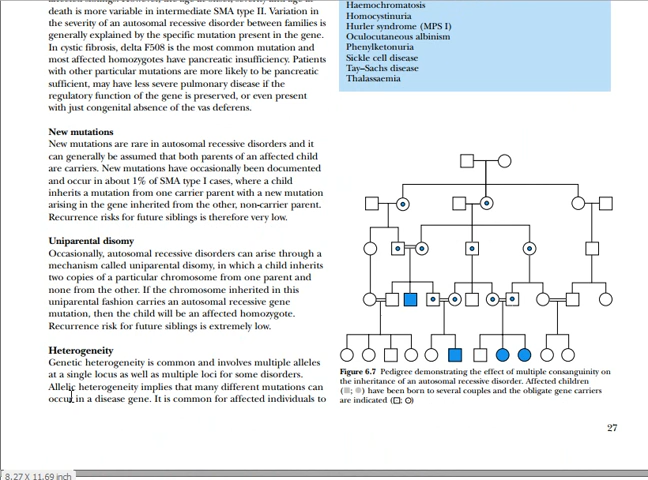 death is more variable in intermediate SMA type II. Variation in
the severity of an autosomal recessive disorder between families is
generally explained by the specific mutation present in the gene.
In cystic fibrosis, delta F508 is the most common mutation and
most affected homozygotes have pancreatic insufficiency. Patients
with other particular mutations are more likely to be pancreatic
sufficient, may have less severe pulmonary disease if the
regulatory function of the gene is preserved, or even present
with just congenital absence of the vas deferens.
New mutations
New mutations are rare in autosomal recessive disorders and it
can generally be assumed that both parents of an affected child
are carriers. New mutations have occasionally been documented
and occur in about 1% of SMA type I cases, where a child
inherits a mutation from one carrier parent with a new mutation
arising in the gene inherited from the other, non-carrier parent.
Recurrence risks for future siblings is therefore very low.
Uniparental disomy
Occasionally, autosomal recessive disorders can arise through a
mechanism called uniparental disomy, in which a child inherits
two copies of a particular chromosome from one parent and
none from the other. If the chromosome inherited in this
uniparental fashion carries an autosomal recessive gene
mutation, then the child will be an affected homozygote.
Recurrence risk for future siblings is extremely low.
Heterogeneity
Genetic heterogeneity is common and involves multiple alleles
at a single locus as well as multiple loci for some disorders.
Allelic heterogeneity implies that many different mutations can
occur in a disease gene. It is common for affected individuals to
Haemochromatosis
Homocystinuria
Hurler syndrome (MPS I)
Oculocutaneous albinism
Phenylketonuria
Sickle cell disease
Tay–Sachs disease
Thalassaemia
Figure 6.7 Pedigree demonstrating the effect of multiple consanguinity on
the inheritance of an autosomal recessive disorder. Affected children
have been born to several couples and the obligate gene carriers
are indicated
27
8.27 X 11.69 inch